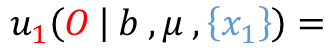 u₁(O | b , μ , {x₁}) =